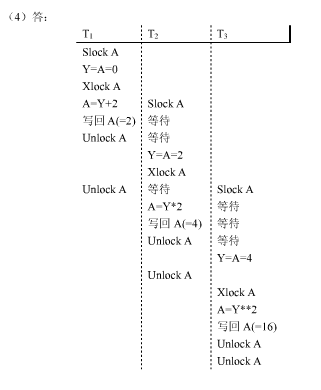 （4）答：
T₁ T₂ T₃
Slock A
Y=A=0
Xlock A
A=Y+2 Slock A
写回 A(=2) 等待
Unlock A 等待
Y=A=2
Xlock A
Unlock A 等待 Slock A
A=Y*2 等待
写回 A(=4) 等待
Unlock A 等待
Y=A=4
Unlock A
Xlock A
A=Y**2
写回 A(=16)
Unlock A
Unlock A